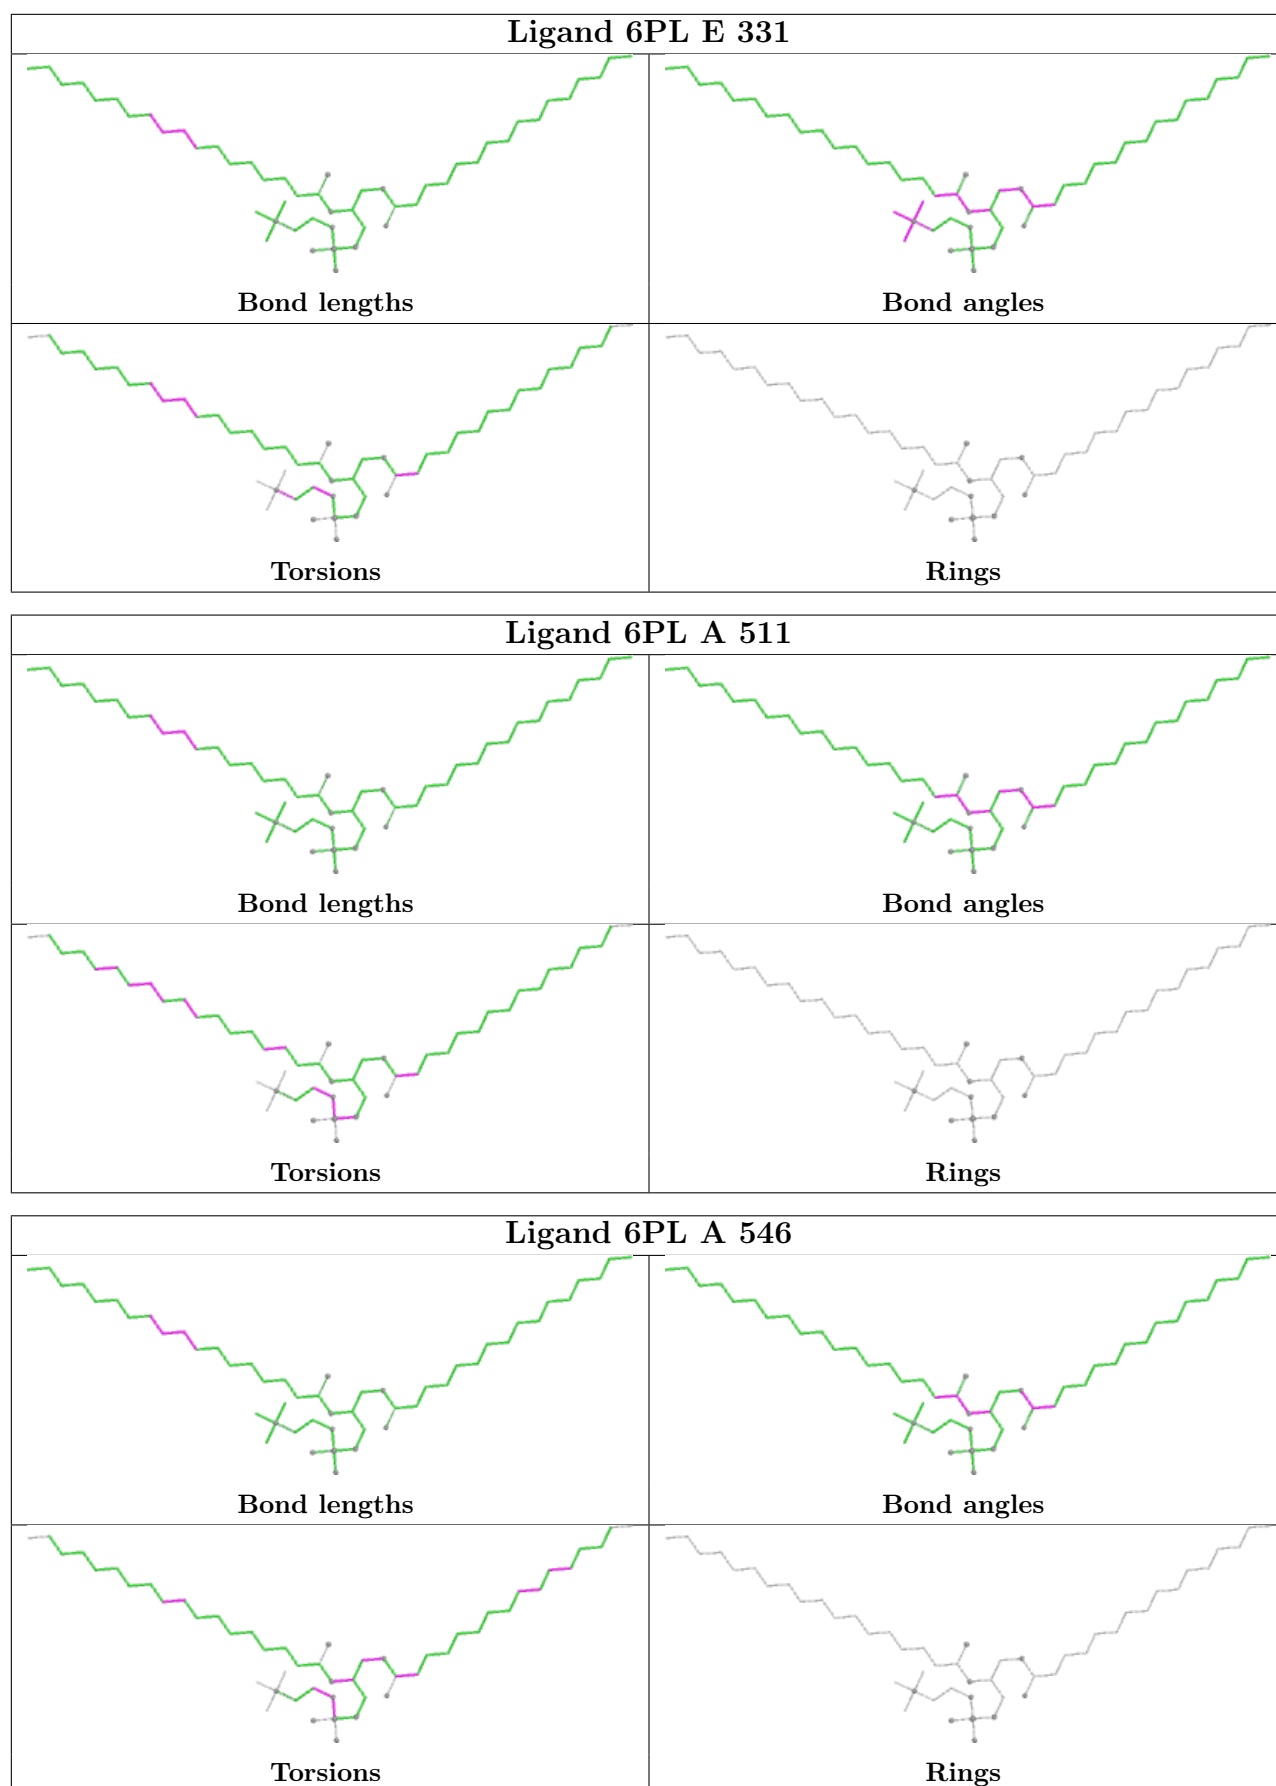 Ligand 6PL E 331
Bond lengths
Bond angles
Torsions
Rings
Ligand 6PL A 511
Bond lengths
Bond angles
Torsions
Rings
Ligand 6PL A 546
Bond lengths
Bond angles
Torsions
Rings